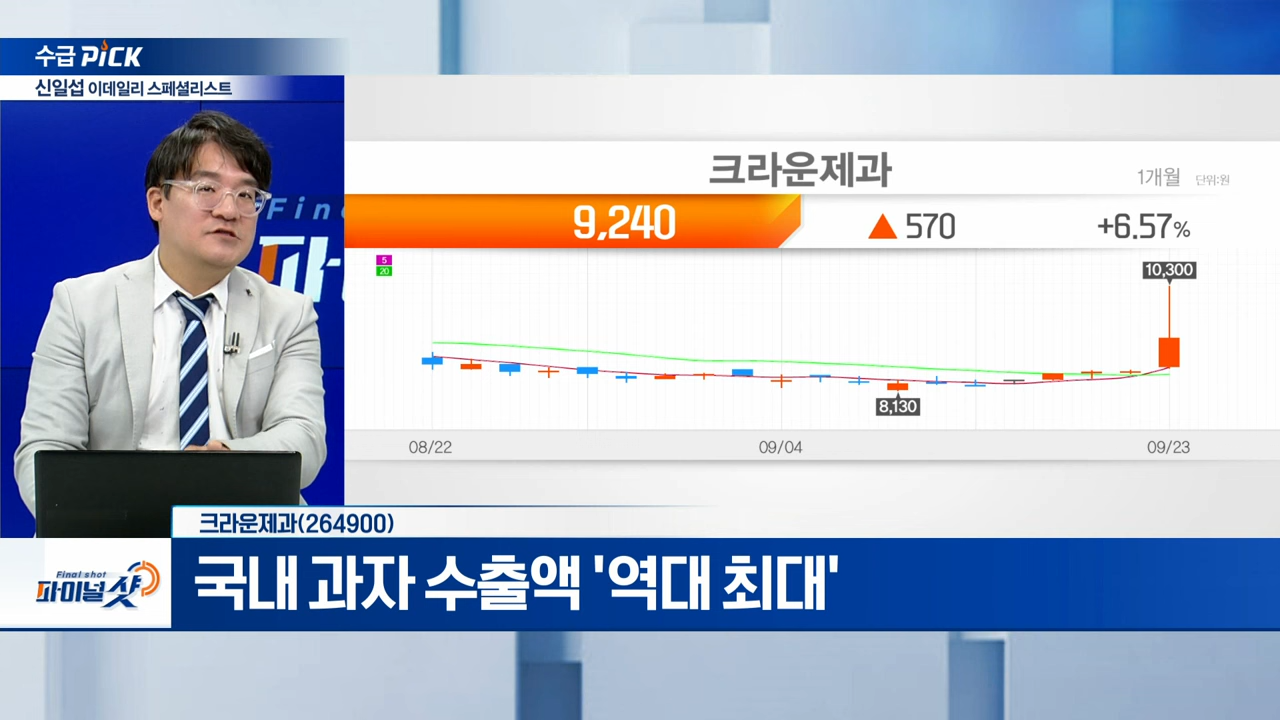 수급 PiCK
신일섭 이데일리 스페셜리스트
Fin
파
크라운제과
1개월 단위:원
9,240 ▲ 570 +6.57%
5
20
10,300
8,130
08/22 09/04 09/23
크라운제과(264900)
Final shot
파이널샷
국내 과자 수출액 '역대 최대'